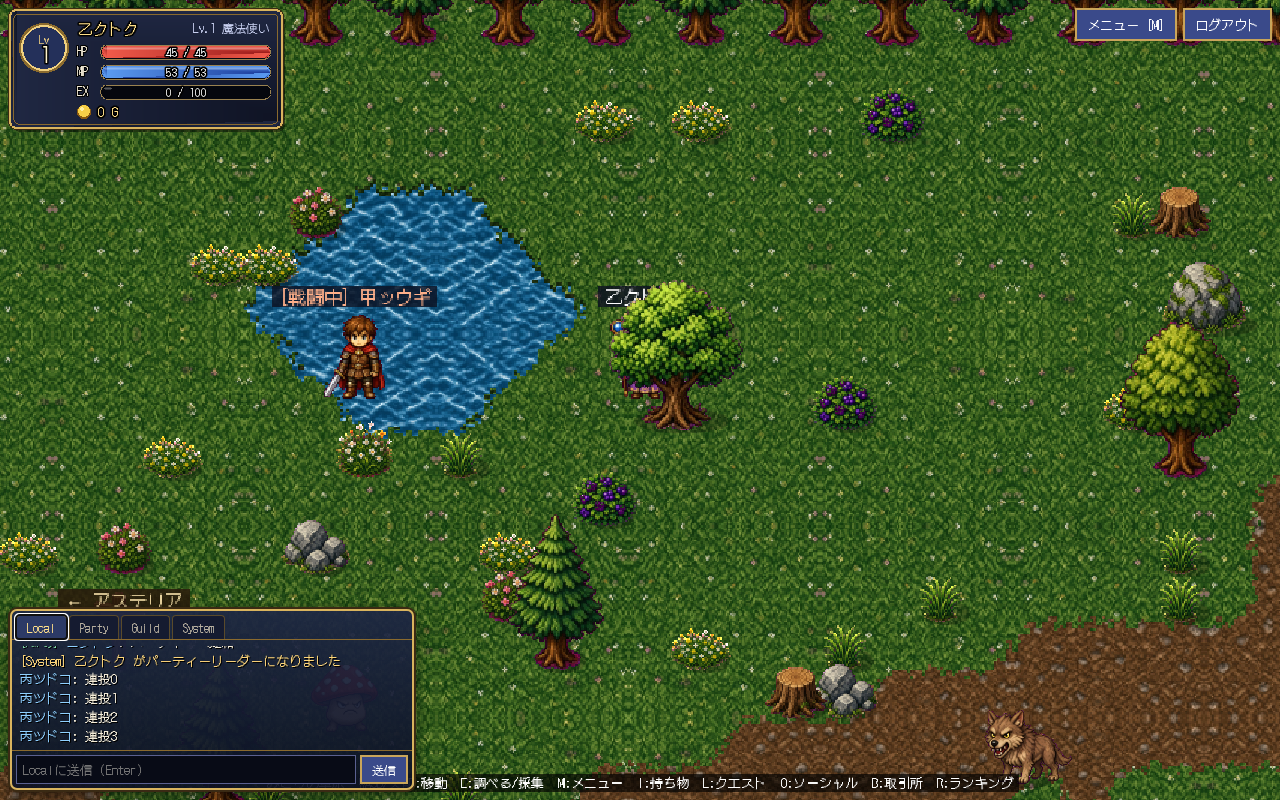 Lv
1
乙クトク Lv.1 魔法使い
HP 45 / 45
MP 53 / 53
EX 0 / 100
0 G
メニュー [M]
ログアウト
[戦闘中] 甲ッウギ
乙ク
← アステリア
Local Party Guild System
[System] 乙クトク がパーティーリーダーになりました
丙ツドコ: 連投0
丙ツドコ: 連投1
丙ツドコ: 連投2
丙ツドコ: 連投3
Localに送信 (Enter) 送信
:移動 E:調べる/採集 M:メニュー I:持ち物 L:クエスト O:ソーシャル B:取引所 R:ランキング